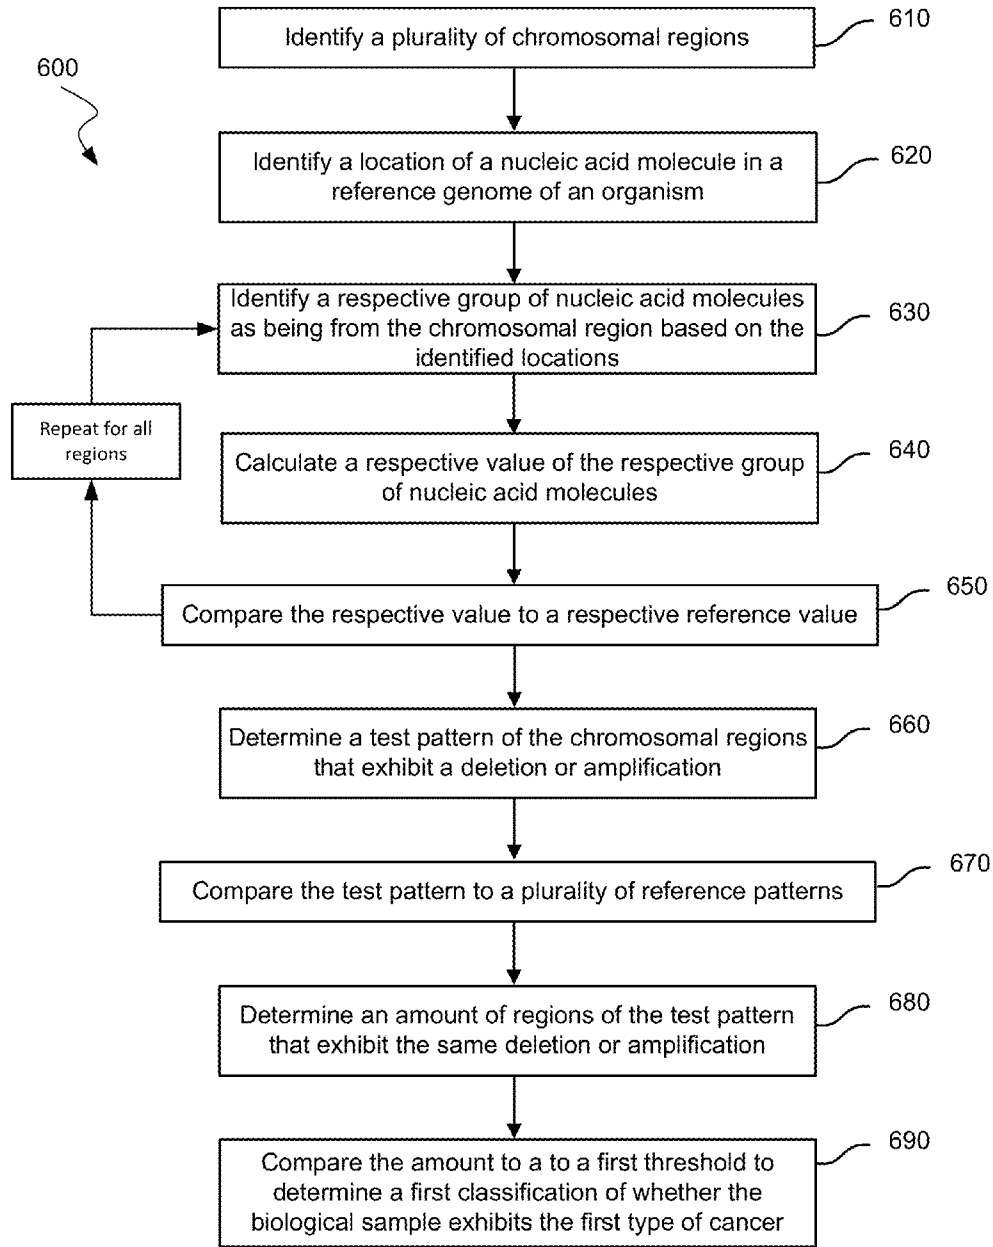 610
Identify a plurality of chromosomal regions
600
620
Identify a location of a nucleic acid molecule in a
reference genome of an organism
630
Identify a respective group of nucleic acid molecules
as being from the chromosomal region based on the
identified locations
Repeat for all
regions
640
Calculate a respective value of the respective group
of nucleic acid molecules
650
Compare the respective value to a respective reference value
660
Determine a test pattern of the chromosomal regions
that exhibit a deletion or amplification
670
Compare the test pattern to a plurality of reference patterns
680
Determine an amount of regions of the test pattern
that exhibit the same deletion or amplification
690
Compare the amount to a to a first threshold to
determine a first classification of whether the
biological sample exhibits the first type of cancer